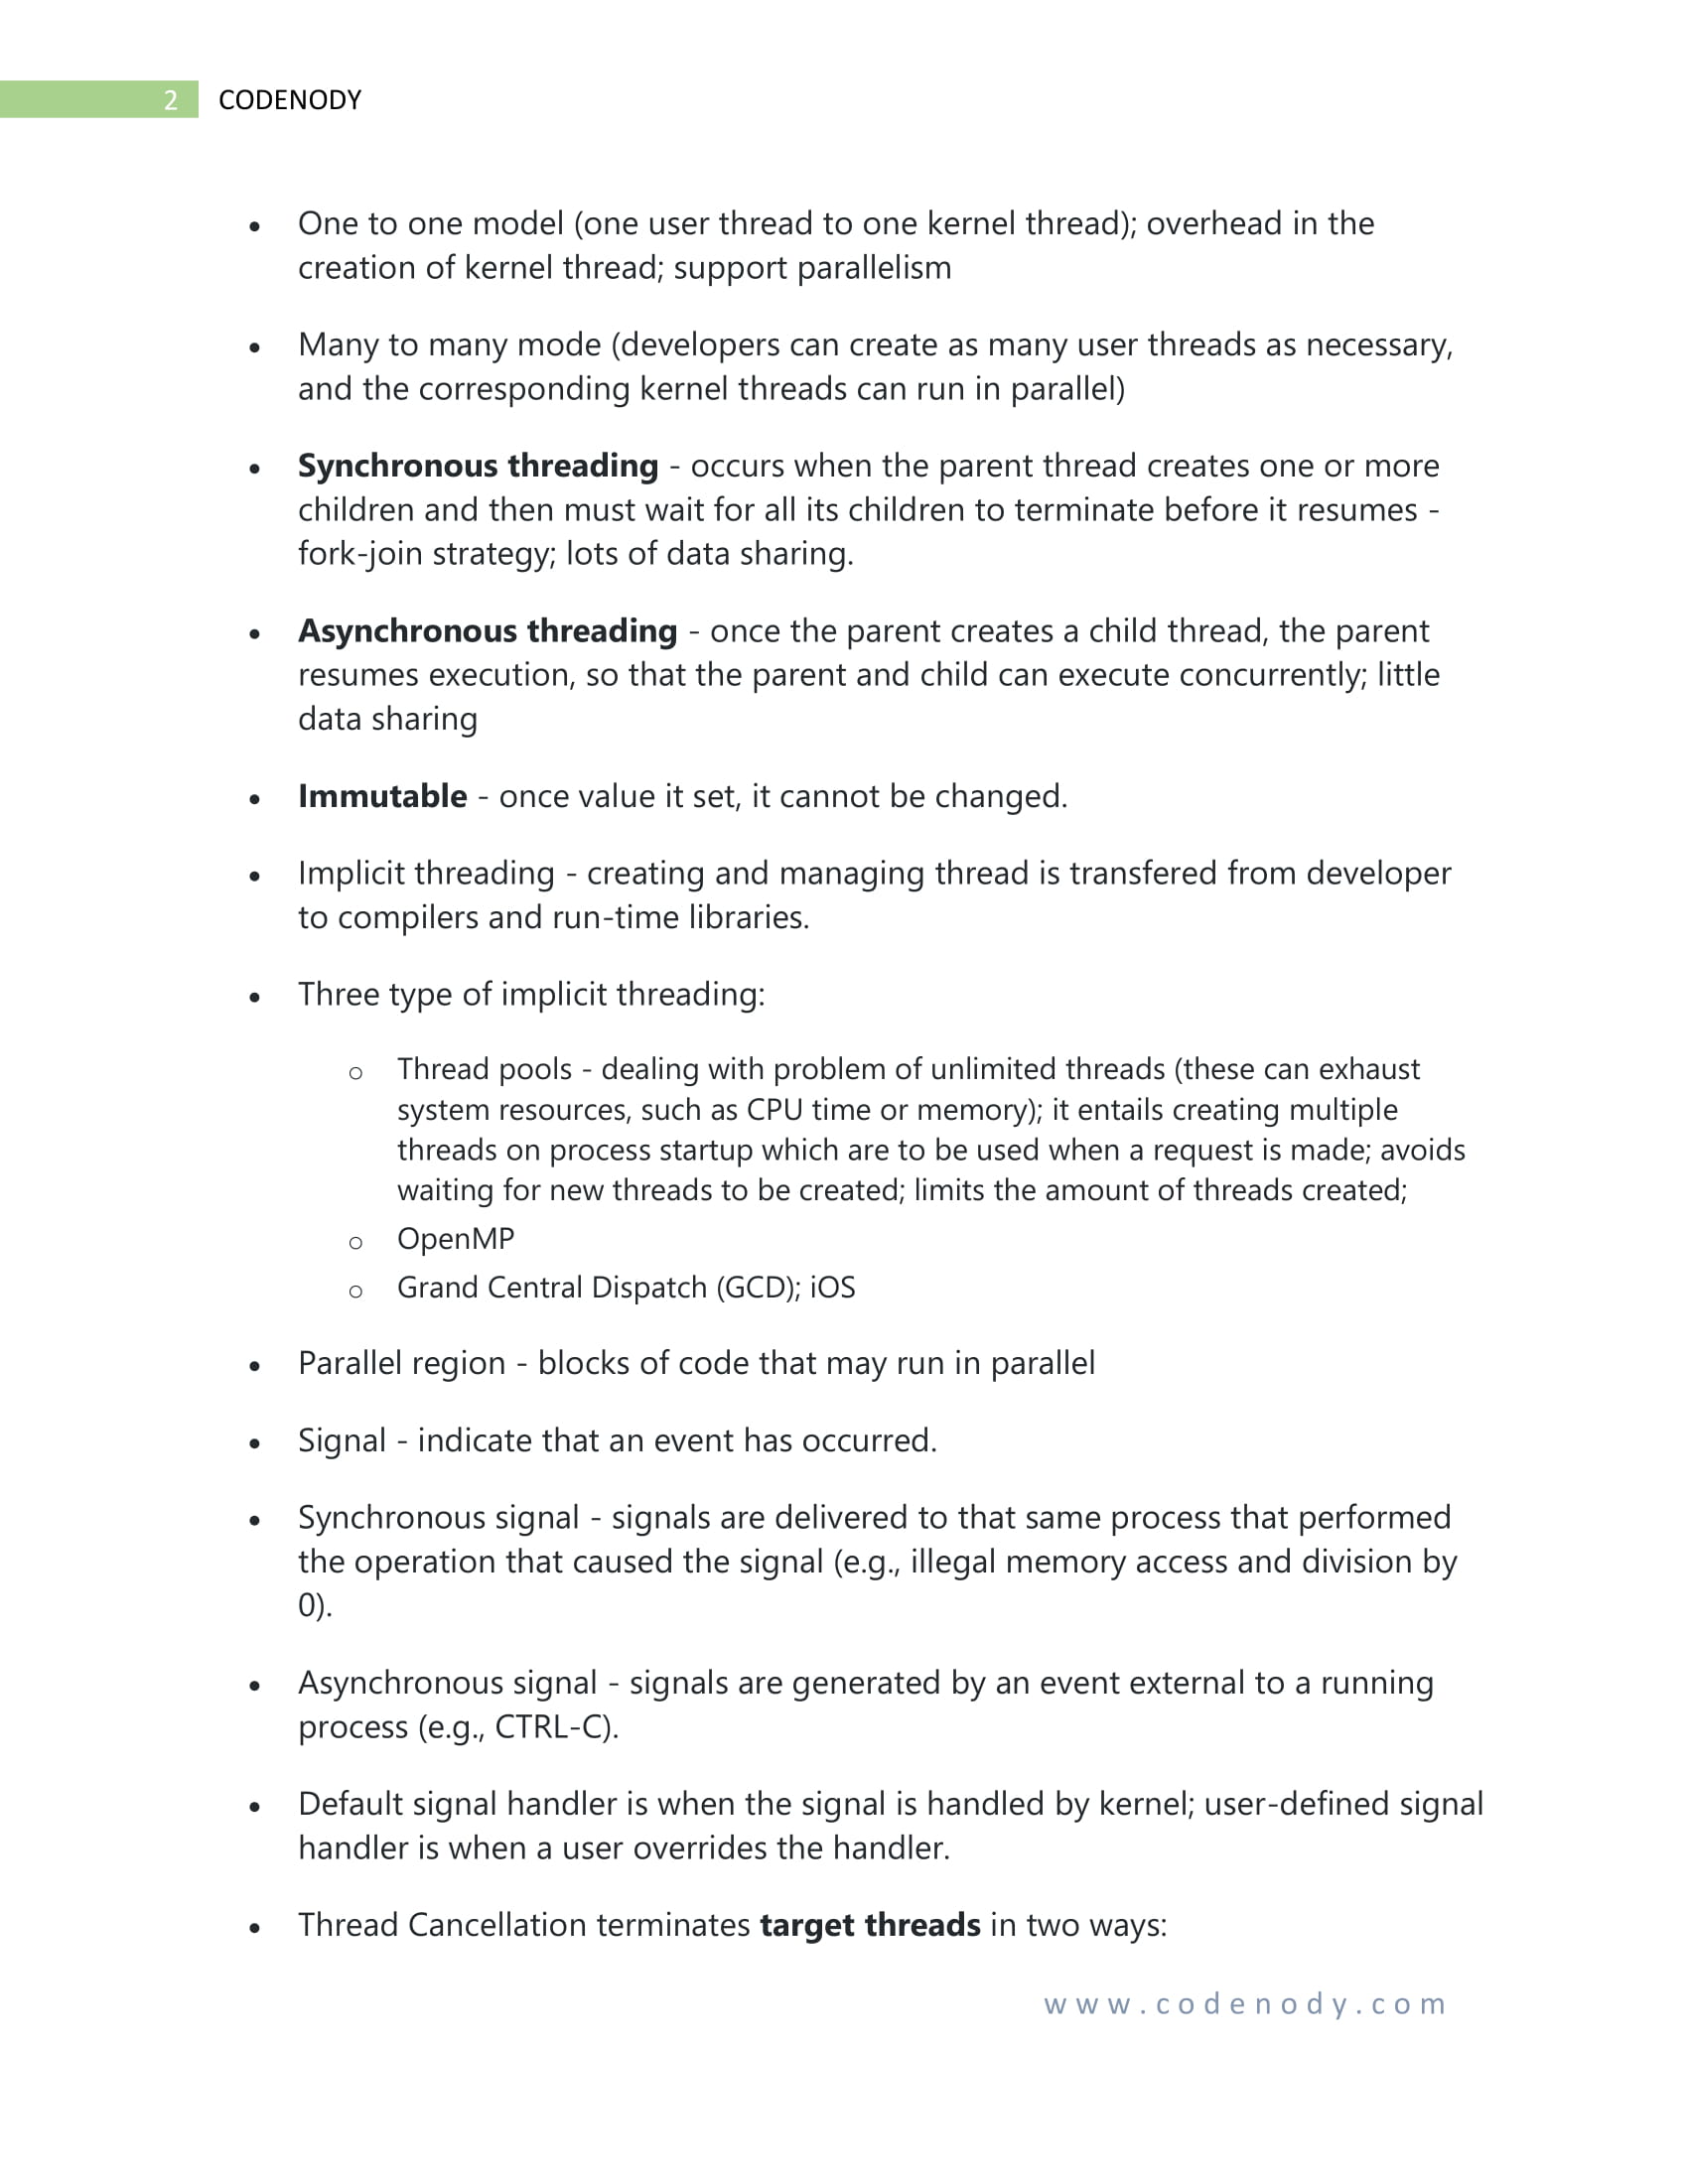 2 CODENODY
• One to one model (one user thread to one kernel thread); overhead in the
creation of kernel thread; support parallelism
• Many to many mode (developers can create as many user threads as necessary,
and the corresponding kernel threads can run in parallel)
• Synchronous threading - occurs when the parent thread creates one or more
children and then must wait for all its children to terminate before it resumes -
fork-join strategy; lots of data sharing.
• Asynchronous threading - once the parent creates a child thread, the parent
resumes execution, so that the parent and child can execute concurrently; little
data sharing
• Immutable - once value it set, it cannot be changed.
• Implicit threading - creating and managing thread is transfered from developer
to compilers and run-time libraries.
• Three type of implicit threading:
o Thread pools - dealing with problem of unlimited threads (these can exhaust
system resources, such as CPU time or memory); it entails creating multiple
threads on process startup which are to be used when a request is made; avoids
waiting for new threads to be created; limits the amount of threads created;
o OpenMP
o Grand Central Dispatch (GCD); iOS
• Parallel region - blocks of code that may run in parallel
• Signal - indicate that an event has occurred.
• Synchronous signal - signals are delivered to that same process that performed
the operation that caused the signal (e.g., illegal memory access and division by
0).
• Asynchronous signal - signals are generated by an event external to a running
process (e.g., CTRL-C).
• Default signal handler is when the signal is handled by kernel; user-defined signal
handler is when a user overrides the handler.
• Thread Cancellation terminates target threads in two ways:
www.codenody.com